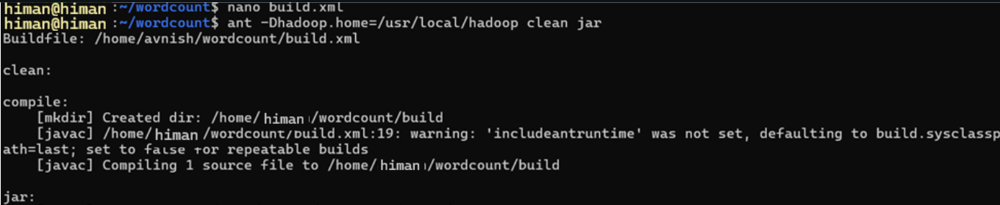 himan@himan :~/wordcount$ nano build.xml
himan@himan :~/wordcount$ ant -Dhadoop.home=/usr/local/hadoop clean jar
Buildfile: /home/avnish/wordcount/build.xml
clean:
compile:
[mkdir] Created dir: /home/himan /wordcount/build
[javac] /home/himan /wordcount/build.xml:19: warning: 'includeantruntime' was not set, defaulting to build.sysclassp
ath=last; set to false for repeatable builds
[javac] Compiling 1 source file to /home/himan /wordcount/build
jar: